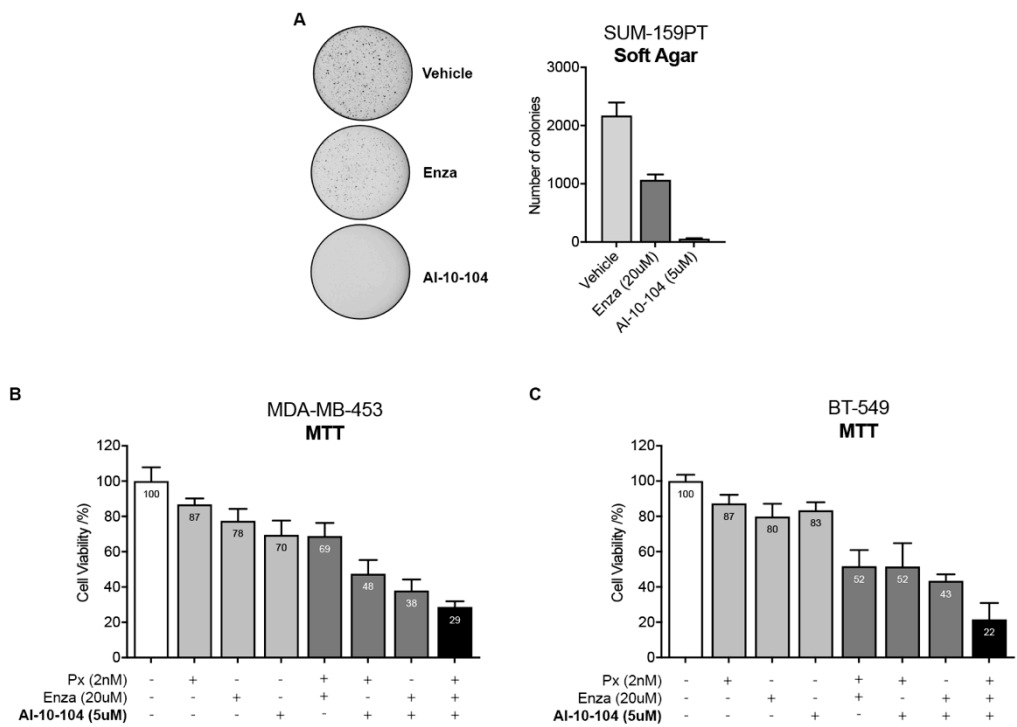 A
Vehicle
Enza
AI-10-104
SUM-159PT
Soft Agar
Number of colonies
3000
2000
1000
0
Vehicle
Enza (20uM)
AI-10-104 (5uM)
B
MDA-MB-453
MTT
Cell Viability /%)
120
100
80
60
40
20
0
100
87
78
70
69
48
38
29
Px (2nM) - + - - + + - +
Enza (20uM) - - + - + - + +
AI-10-104 (5uM) - - - + - + + +
C
BT-549
MTT
Cell Viability /%)
120
100
80
60
40
20
0
100
87
80
83
52
52
43
22
Px (2nM) - + - - + + - +
Enza (20uM) - - + - + - + +
AI-10-104 (5uM) - - - + - + + +